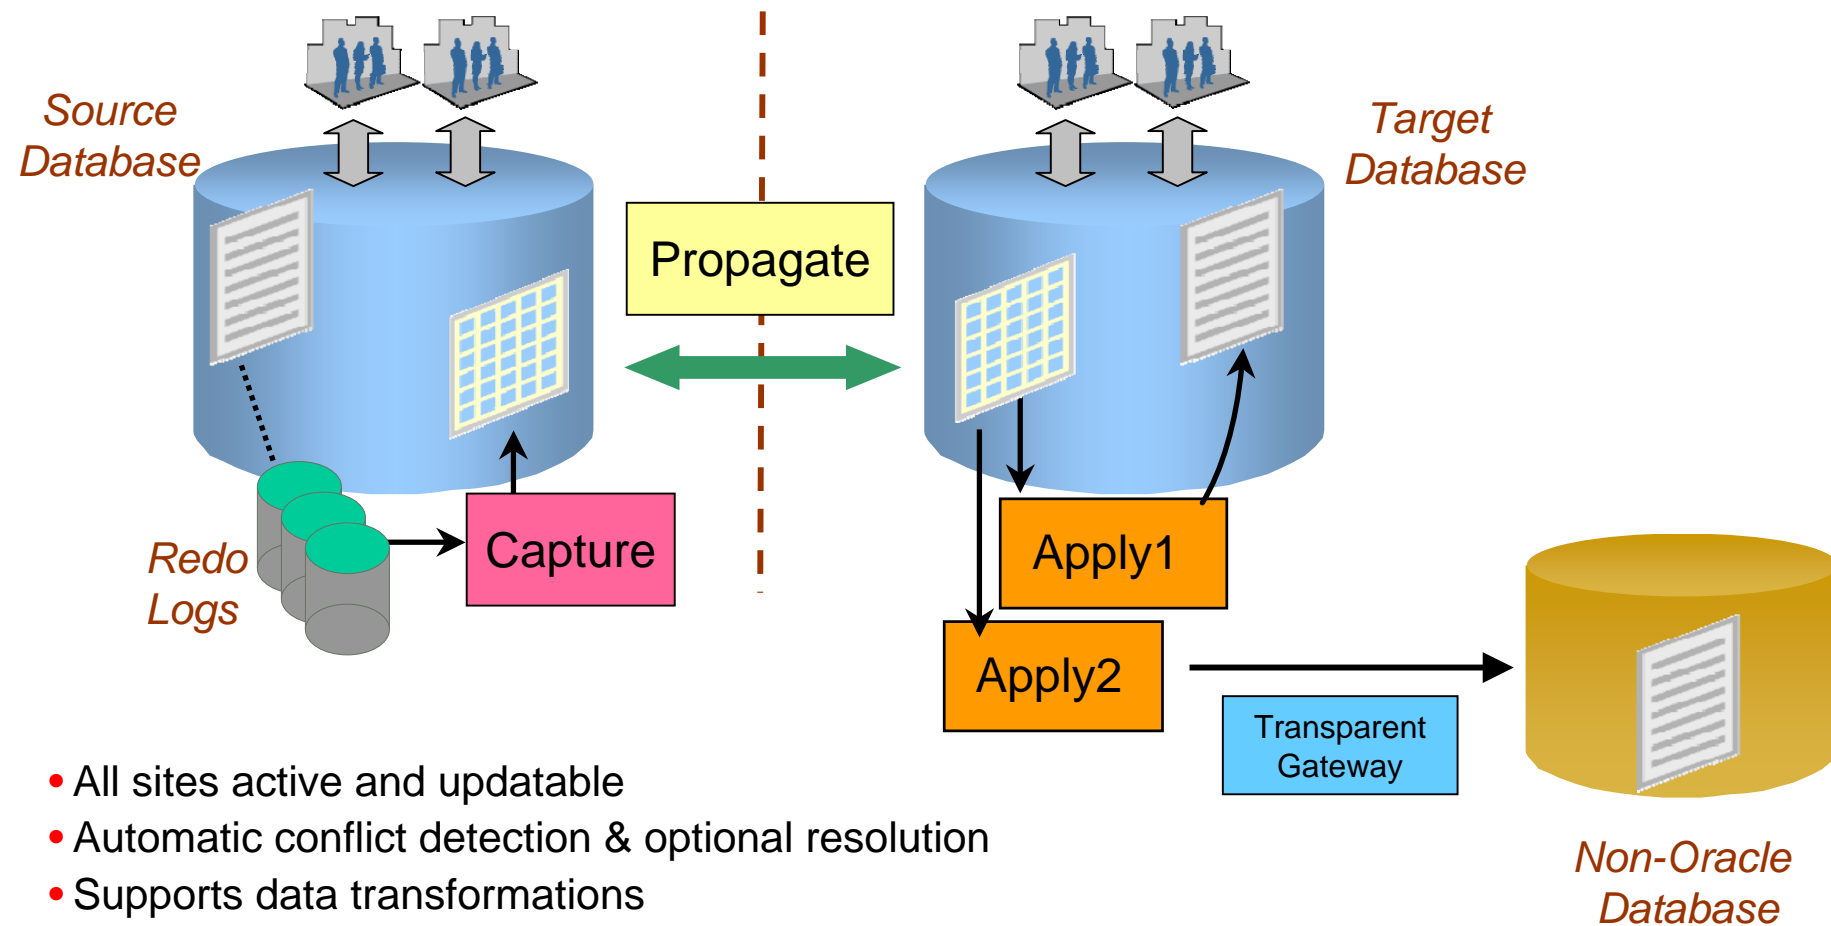 Source
Database
Target
Database
Propagate
Capture
Redo
Logs
Apply1
Apply2
Transparent
Gateway
• All sites active and updatable
• Automatic conflict detection & optional resolution
• Supports data transformations
Non-Oracle
Database